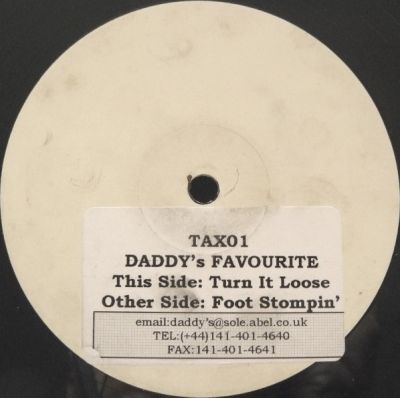 TAX01
DADDY's FAVOURITE
This Side: Turn It Loose
Other Side: Foot Stompin'
email:daddy's@sole.abel.co.uk
TEL:(+44)141-401-4640
FAX:141-401-4641